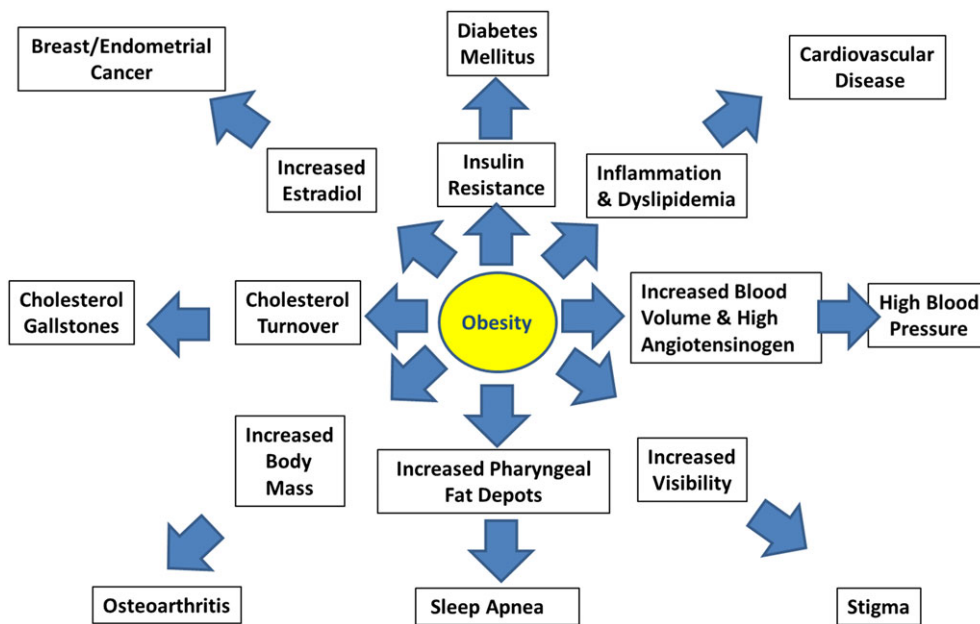 Diabetes
Mellitus
Breast/Endometrial
Cancer
Cardiovascular
Disease
Increased
Estradiol
Insulin
Resistance
Inflammation
& Dyslipidemia
Cholesterol
Gallstones
Cholesterol
Turnover
Obesity
Increased Blood
Volume & High
Angiotensinogen
High Blood
Pressure
Increased
Body
Mass
Increased Pharyngeal
Fat Depots
Increased
Visibility
Osteoarthritis
Sleep Apnea
Stigma